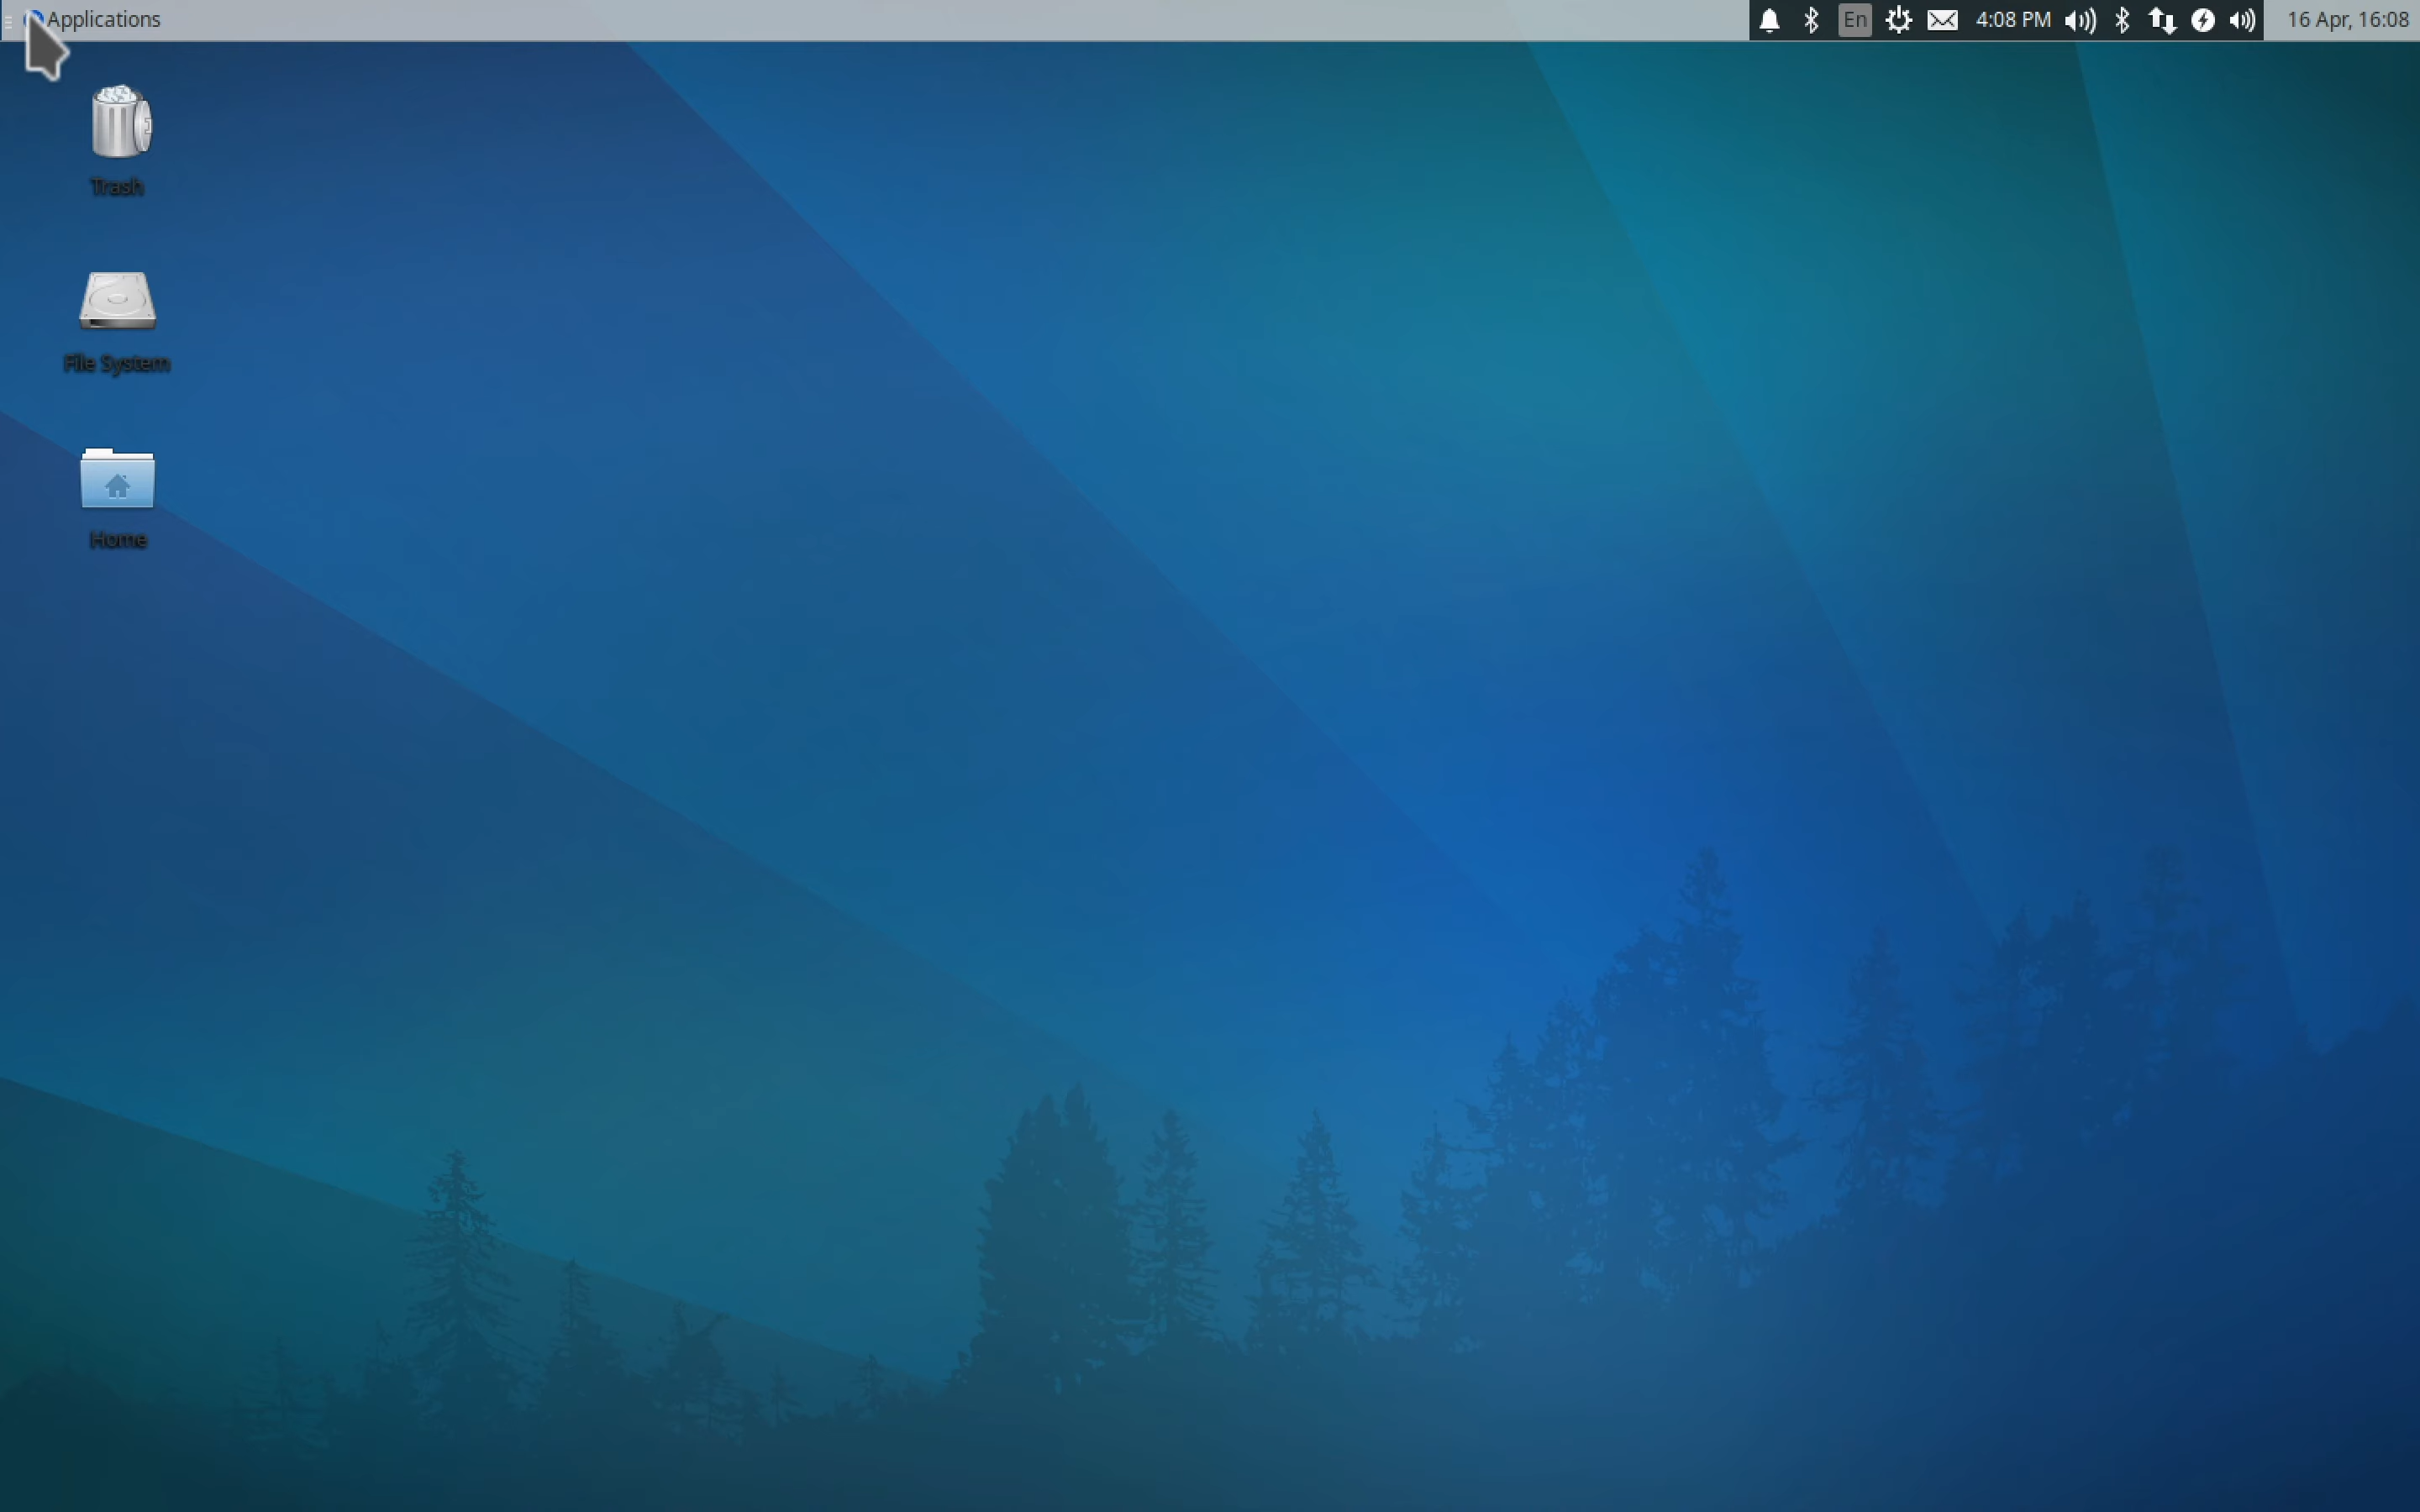 Applications
En
4:08 PM
16 Apr, 16:08
Trash
File System
Home